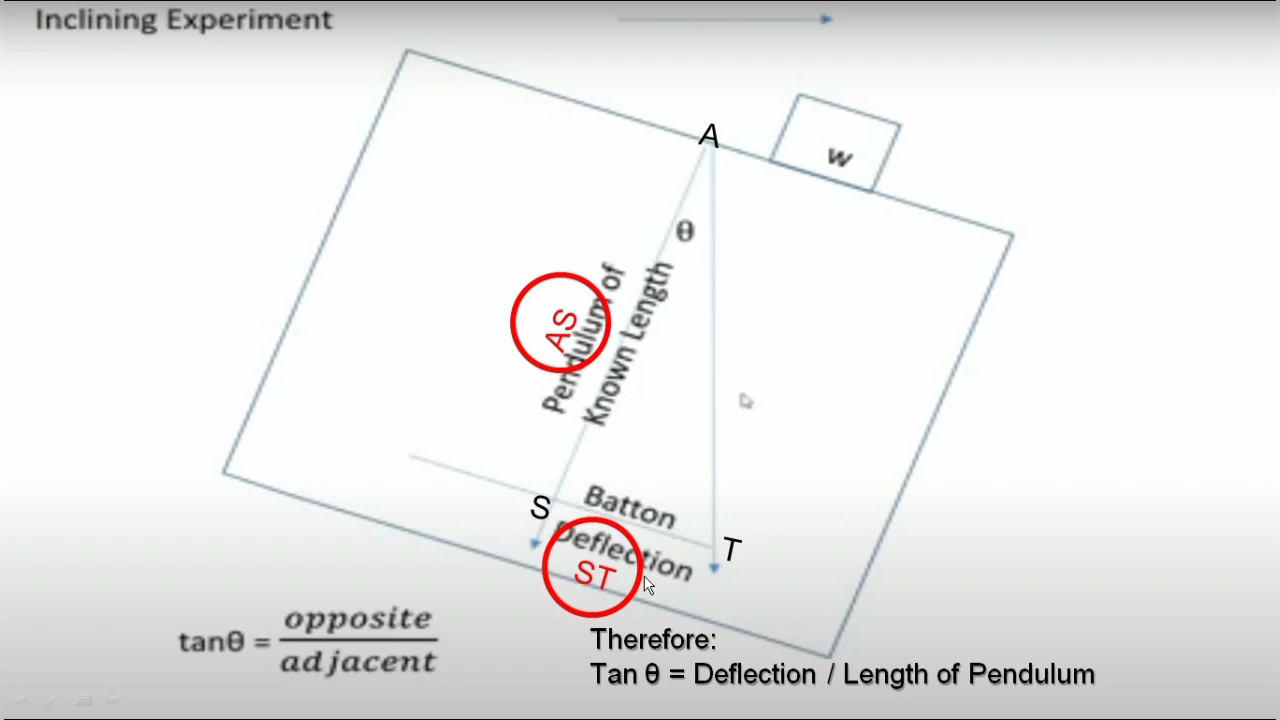 Inclining Experiment
A
w
θ
Pendulum of
Known Length
AS
S
Batton
Deflection
T
ST
tanθ = opposite / adjacent
Therefore:
Tan θ = Deflection / Length of Pendulum